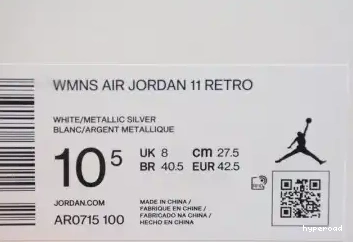 WMNS AIR JORDAN 11 RETRO
WHITE/METALLIC SILVER
BLANC/ARGENT METALLIQUE
10 5 UK 8 cm 27.5
BR 40.5 EUR 42.5
JORDAN.COM
AR0715 100
MADE IN CHINA /
FABRIQUE EN CHINE /
FABRICADO NA CHINA /
HECHO EN CHINA
hyperoad